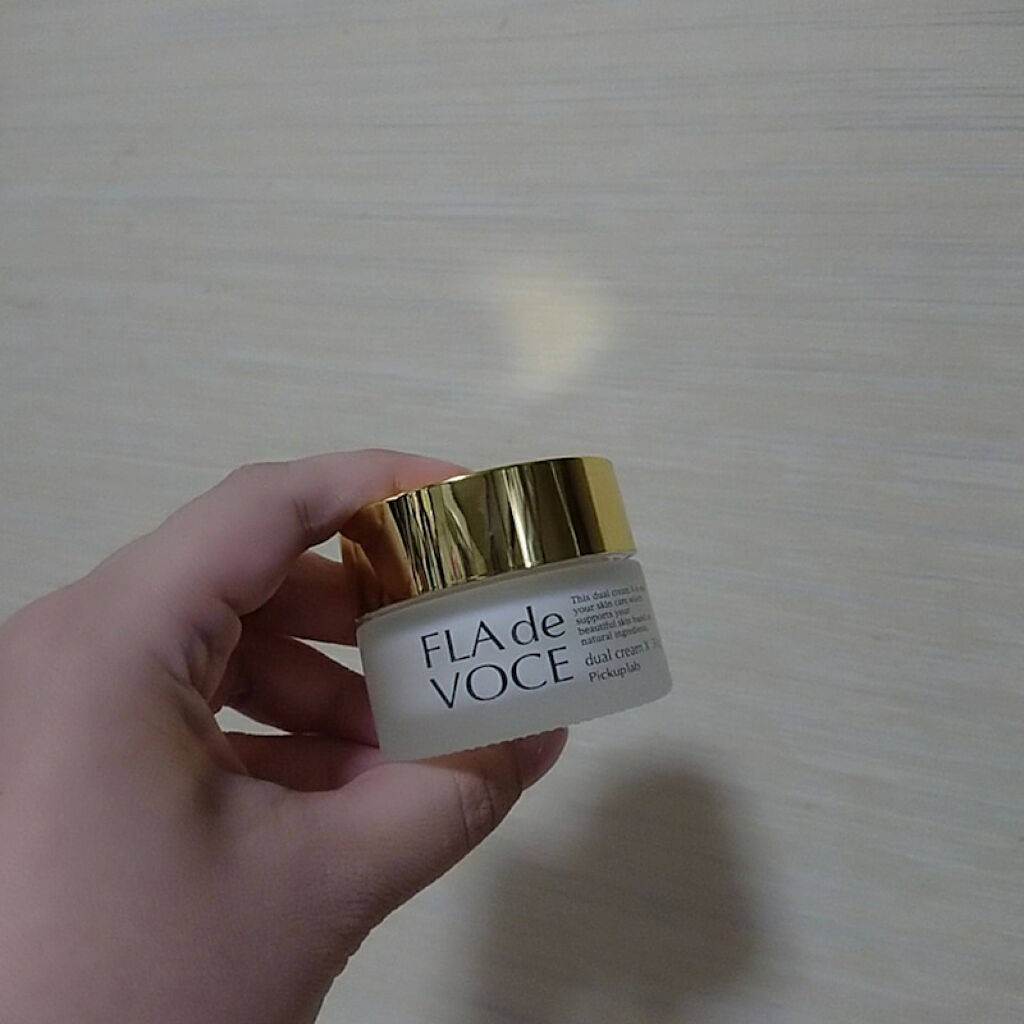 FLA de
VOCE
This dual cream
your skin care
supports your
beautiful skin
natural ingredients
dual cream X
Pickuplab